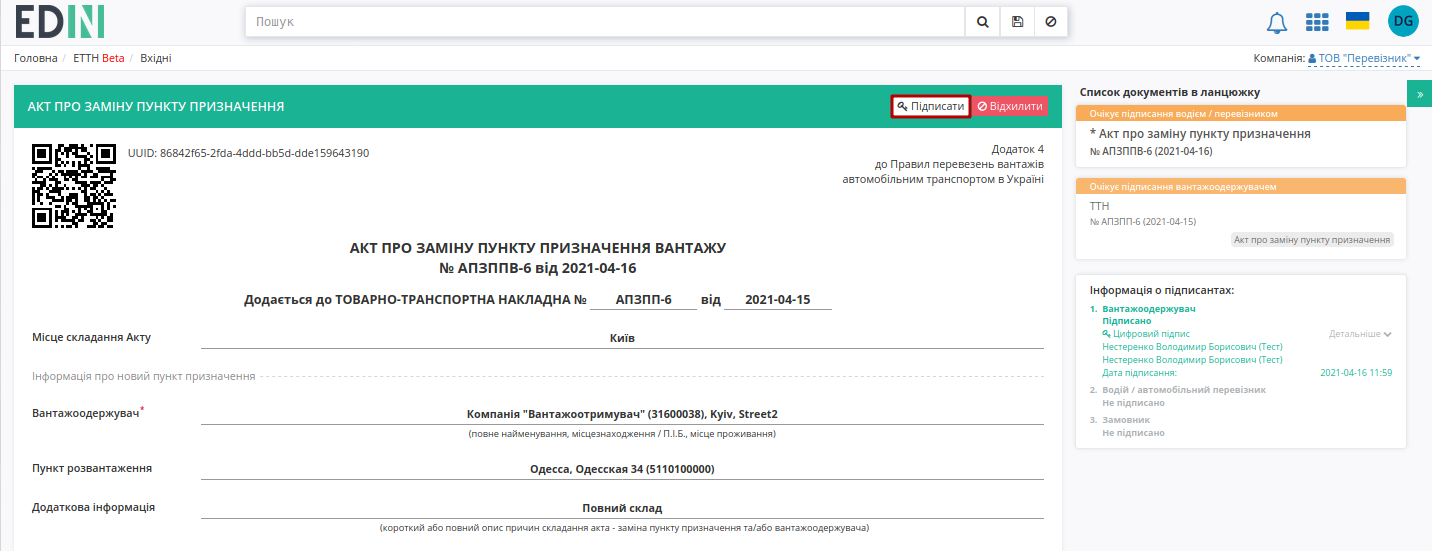 EDIN
Пошук
DG
Головна / ЕТТН Beta / Вхідні
Компанія: ТОВ "Перевізник"
АКТ ПРО ЗАМІНУ ПУНКТУ ПРИЗНАЧЕННЯ
Підписати
Відхилити
UUID: 86842f65-2fda-4ddd-bb5d-dde159643190
Додаток 4
до Правил перевезень вантажів
автомобільним транспортом в Україні
АКТ ПРО ЗАМІНУ ПУНКТУ ПРИЗНАЧЕННЯ ВАНТАЖУ
№ АПЗППВ-6 від 2021-04-16
Додається до ТОВАРНО-ТРАНСПОРТНА НАКЛАДНА № АПЗПП-6 від 2021-04-15
Місце складання Акту Київ
Інформація про новий пункт призначення
Вантажоодержувач* Компанія "Вантажоотримувач" (31600038), Kyiv, Street2
(повне найменування, місцезнаходження / П.І.Б., місце проживання)
Пункт розвантаження Одесса, Одесская 34 (5110100000)
Додаткова інформація Повний склад
(короткий або повний опис причин складання акта - заміна пункту призначення та/або вантажоодержувача)
Список документів в ланцюжку
»
Очікує підписання водієм / перевізником
* Акт про заміну пункту призначення
№ АПЗППВ-6 (2021-04-16)
Очікує підписання вантажоодержувачем
ТТН
№ АПЗПП-6 (2021-04-15)
Акт про заміну пункту призначення
Інформація о підписантах:
1. Вантажоодержувач
Підписано
Цифровий підпис Детальніше
Нестеренко Володимир Борисович (Тест)
Нестеренко Володимир Борисович (Тест)
Дата підписання: 2021-04-16 11:59
2. Водій / автомобільний перевізник
Не підписано
3. Замовник
Не підписано